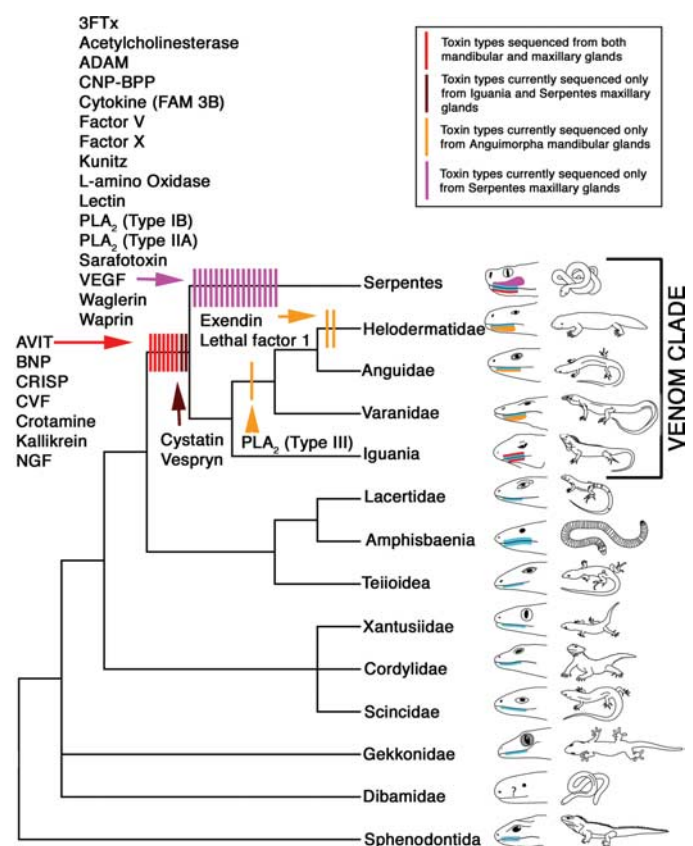 3FTx
Acetylcholinesterase
ADAM
CNP-BPP
Cytokine (FAM 3B)
Factor V
Factor X
Kunitz
L-amino Oxidase
Lectin
PLA₂ (Type IB)
PLA₂ (Type IIA)
Sarafotoxin
VEGF
Waglerin
Waprin
AVIT
BNP
CRISP
CVF
Crotamine
Kallikrein
NGF
Toxin types sequenced from both
mandibular and maxillary glands
Toxin types currently sequenced only
from Iguania and Serpentes maxillary
glands
Toxin types currently sequenced only
from Anguimorpha mandibular glands
Toxin types currently sequenced only
from Serpentes maxillary glands
Exendin
Lethal factor 1
Cystatin
Vespryn
PLA₂ (Type III)
Serpentes
Helodermatidae
Anguidae
Varanidae
Iguania
Lacertidae
Amphisbaenia
Teiioidea
Xantusiidae
Cordylidae
Scincidae
Gekkonidae
Dibamidae
?
Sphenodontida
VENOM CLADE